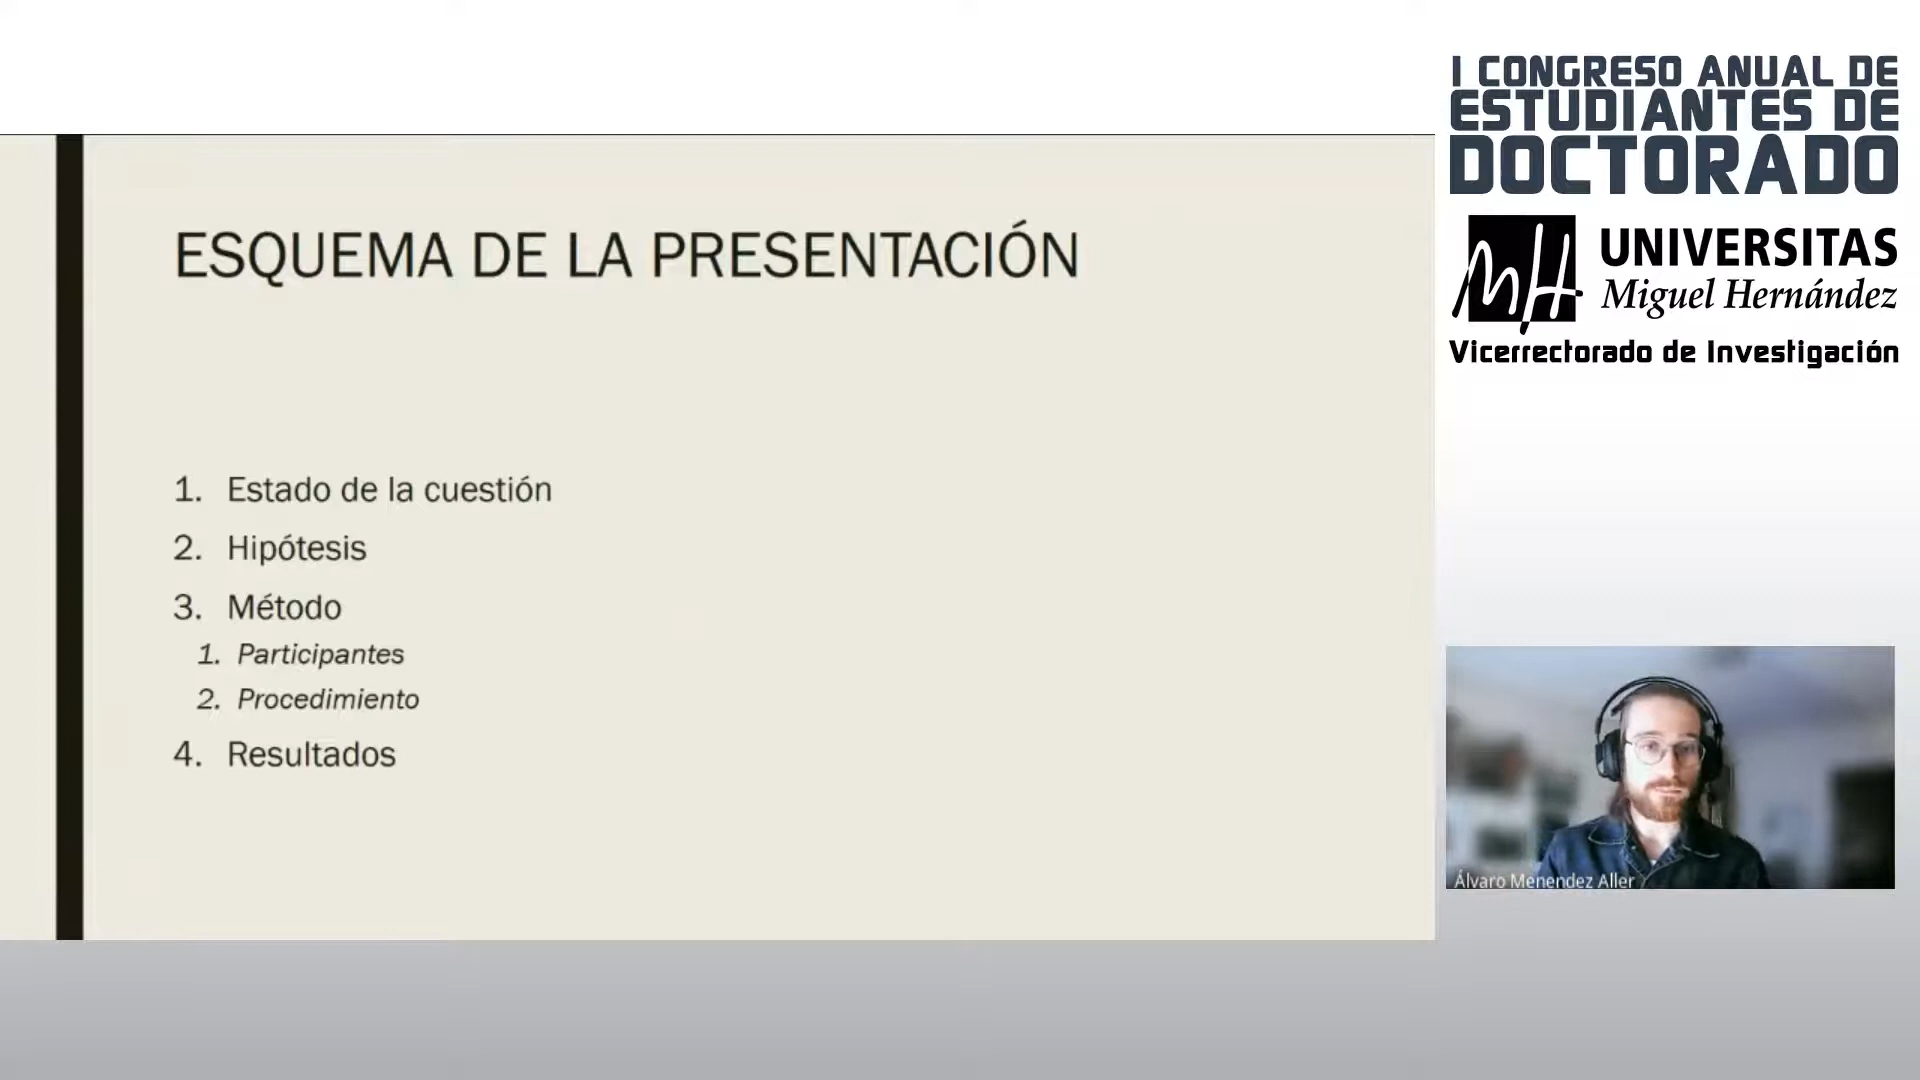 I CONGRESO ANUAL DE
ESTUDIANTES DE
DOCTORADO
MH
UNIVERSITAS
Miguel Hernández
Vicerrectorado de Investigación
ESQUEMA DE LA PRESENTACIÓN
1. Estado de la cuestión
2. Hipótesis
3. Método
1. Participantes
2. Procedimiento
4. Resultados
Álvaro Menendez Aller